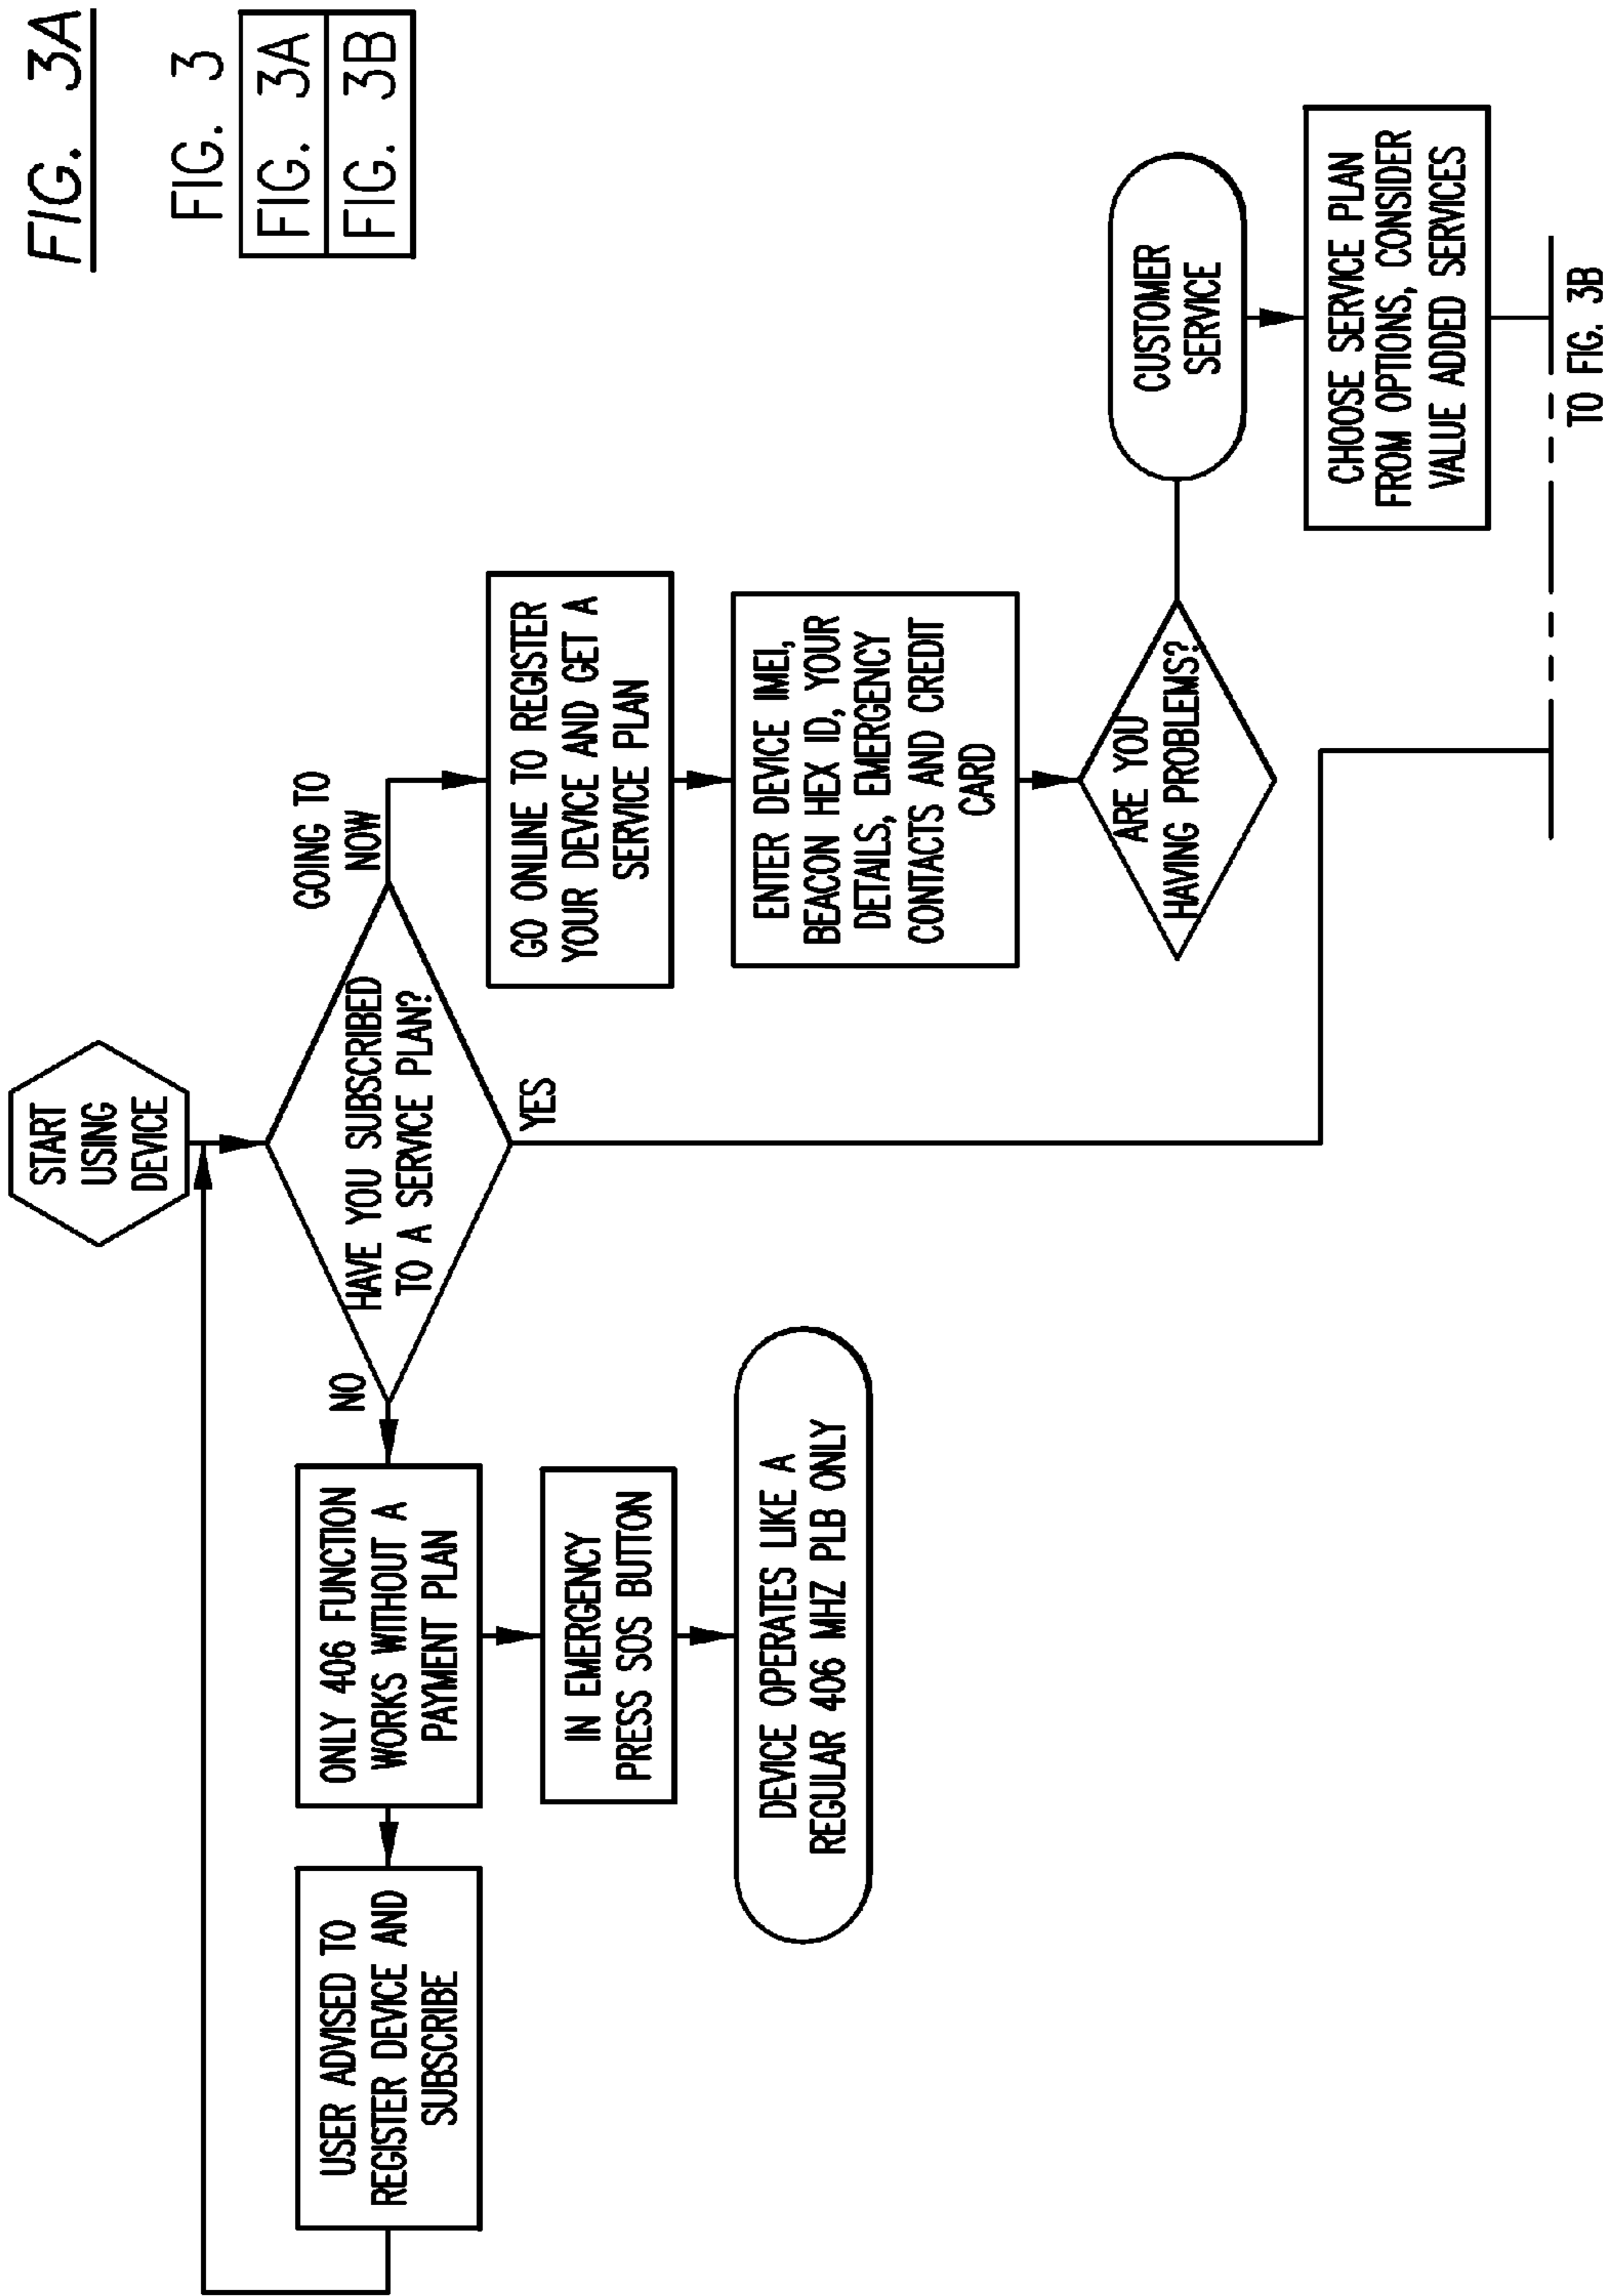 FIG. 3A
FIG. 3
FIG. 3A
FIG. 3B
START
USING
DEVICE
HAVE YOU SUBSCRIBED
TO A SERVICE PLAN?
NO
YES
GOING TO
NOW
USER ADVISED TO
REGISTER DEVICE AND
SUBSCRIBE
ONLY 406 FUNCTION
WORKS WITHOUT A
PAYMENT PLAN
IN EMERGENCY
PRESS SOS BUTTON
DEVICE OPERATES LIKE A
REGULAR 406 MHZ PLB ONLY
GO ONLINE TO REGISTER
YOUR DEVICE AND GET A
SERVICE PLAN
ENTER DEVICE IMEI,
BEACON HEX ID, YOUR
DETAILS, EMERGENCY
CONTACTS AND CREDIT
CARD
ARE YOU
HAVING PROBLEMS?
CUSTOMER
SERVICE
CHOOSE SERVICE PLAN
FROM OPTIONS, CONSIDER
VALUE ADDED SERVICES
TO FIG. 3B